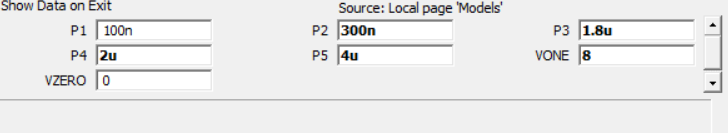 Show Data on Exit Source: Local page 'Models'
P1 100n P2 300n P3 1.8u
P4 2u P5 4u VONE 8
VZERO 0